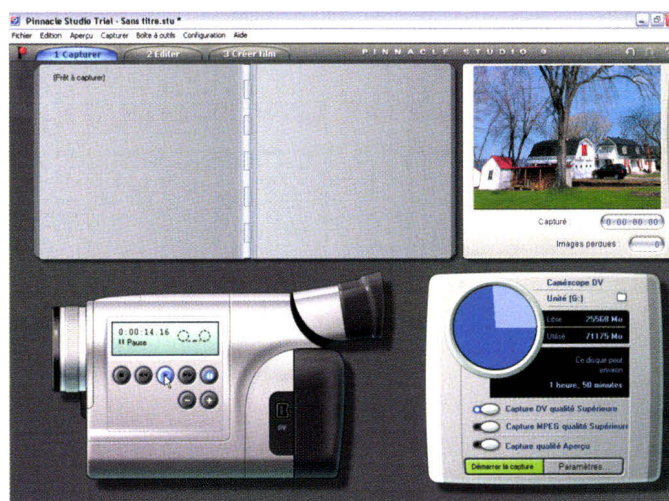 Pinnacle Studio Trial - Sans titre.stu *
Fichier Edition Aperçu Capturer Boîte à outils Configuration Aide
1 Capturer 2 Editer 3 Créer film PINNACLE STUDIO 9
(Prêt à capturer)
Capturé : 0:00:00:00
Images perdues : 0
Caméscope DV
Unité (G:)
Libre 25568 Mo
Utilisé 71175 Mo
Ce disque peut
environ
1 heure, 50 minutes
0:00:14.16
Pause
DV
Capture DV qualité Supérieure
Capture MPEG qualité Supérieure
Capture qualité Aperçu
Démarrer la capture Paramètres...